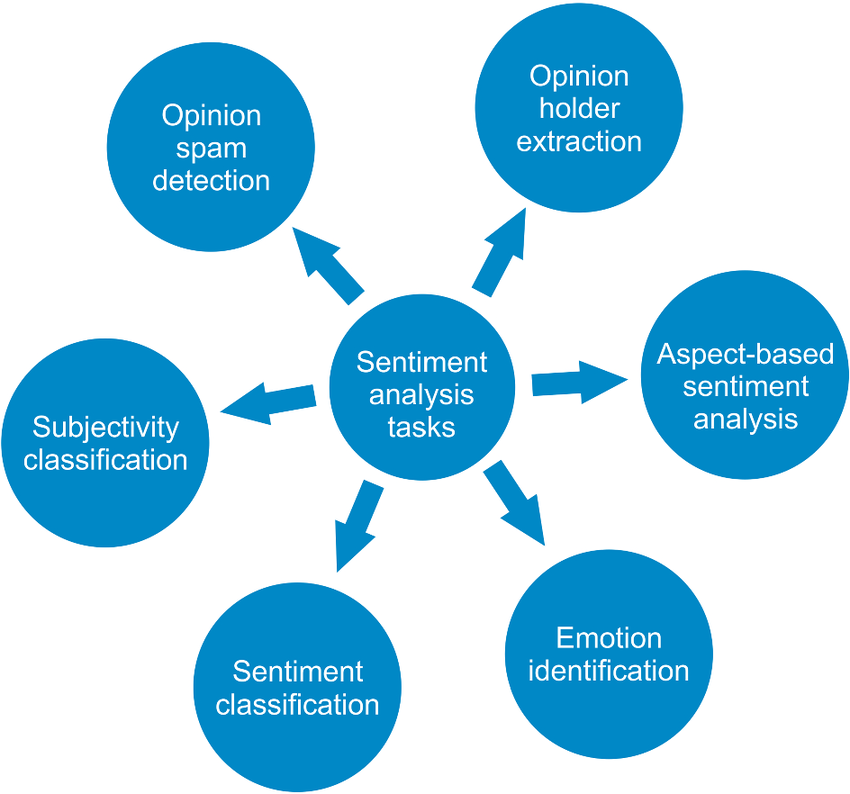 Opinion
spam
detection
Opinion
holder
extraction
Sentiment
analysis
tasks
Aspect-based
sentiment
analysis
Subjectivity
classification
Sentiment
classification
Emotion
identification